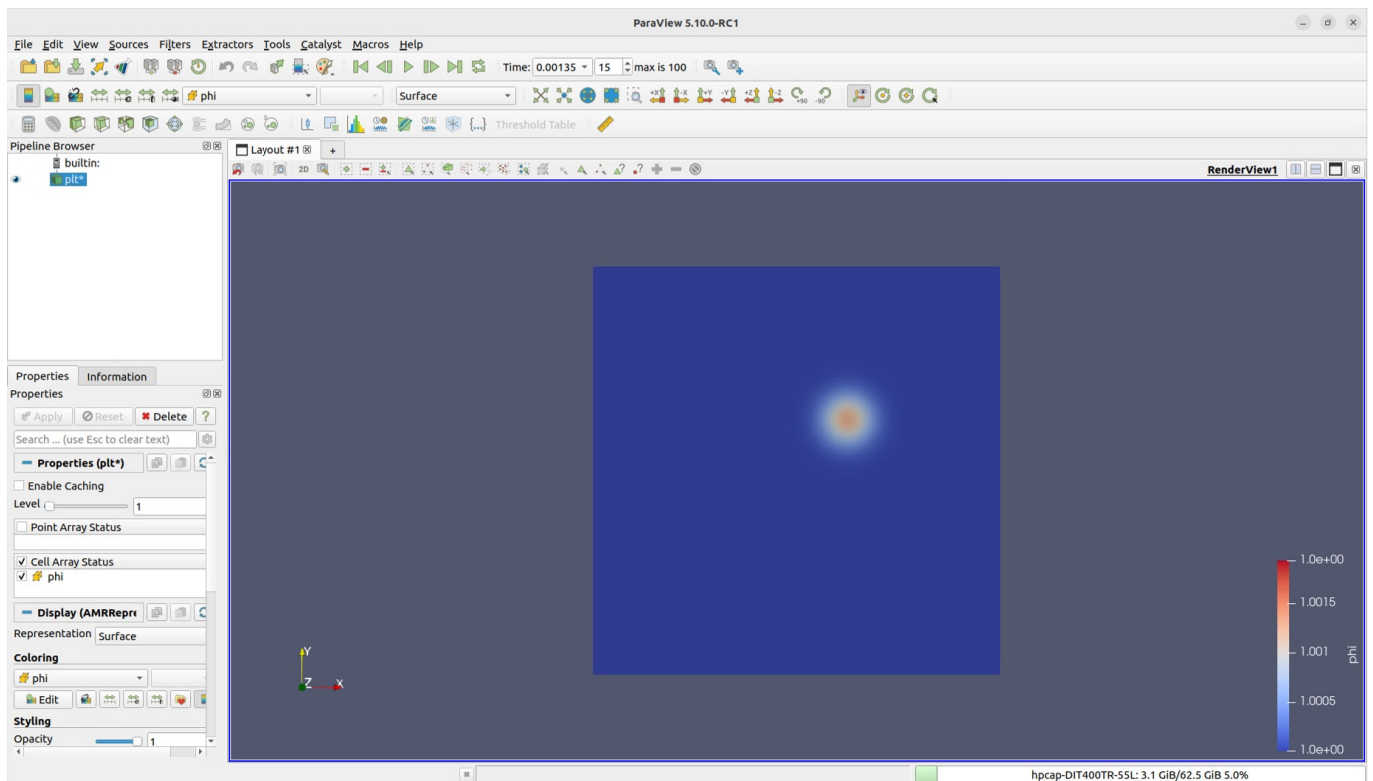 ParaView 5.10.0-RC1
File Edit View Sources Filters Extractors Tools Catalyst Macros Help
Time: 0.00135 15 max is 100
phi Surface +X -X +Y -Y +Z -Z +90 -90
Threshold Table
Pipeline Browser
Layout #1 +
builtin:
2D RenderView1
plt*
Properties Information
Properties
Apply Reset Delete ?
Search ... (use Esc to clear text)
Properties (plt*)
Enable Caching
Level 1
Point Array Status
Cell Array Status
phi
Display (AMRRepre
Representation Surface
Coloring
phi
Edit
Styling
Opacity 1
Y
Z X
1.0e+00
1.0015
1.001
phi
1.0005
1.0e+00
hpcap-DIT400TR-55L: 3.1 GiB/62.5 GiB 5.0%